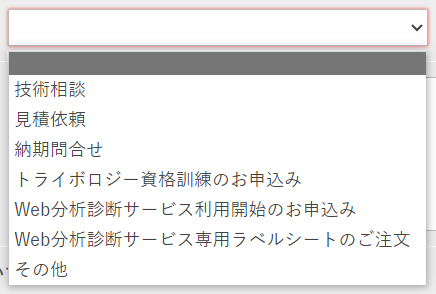 技術相談
見積依頼
納期問合せ
トライボロジー資格訓練のお申込み
Web分析診断サービス利用開始のお申込み
Web分析診断サービス専用ラベルシートのご注文
その他